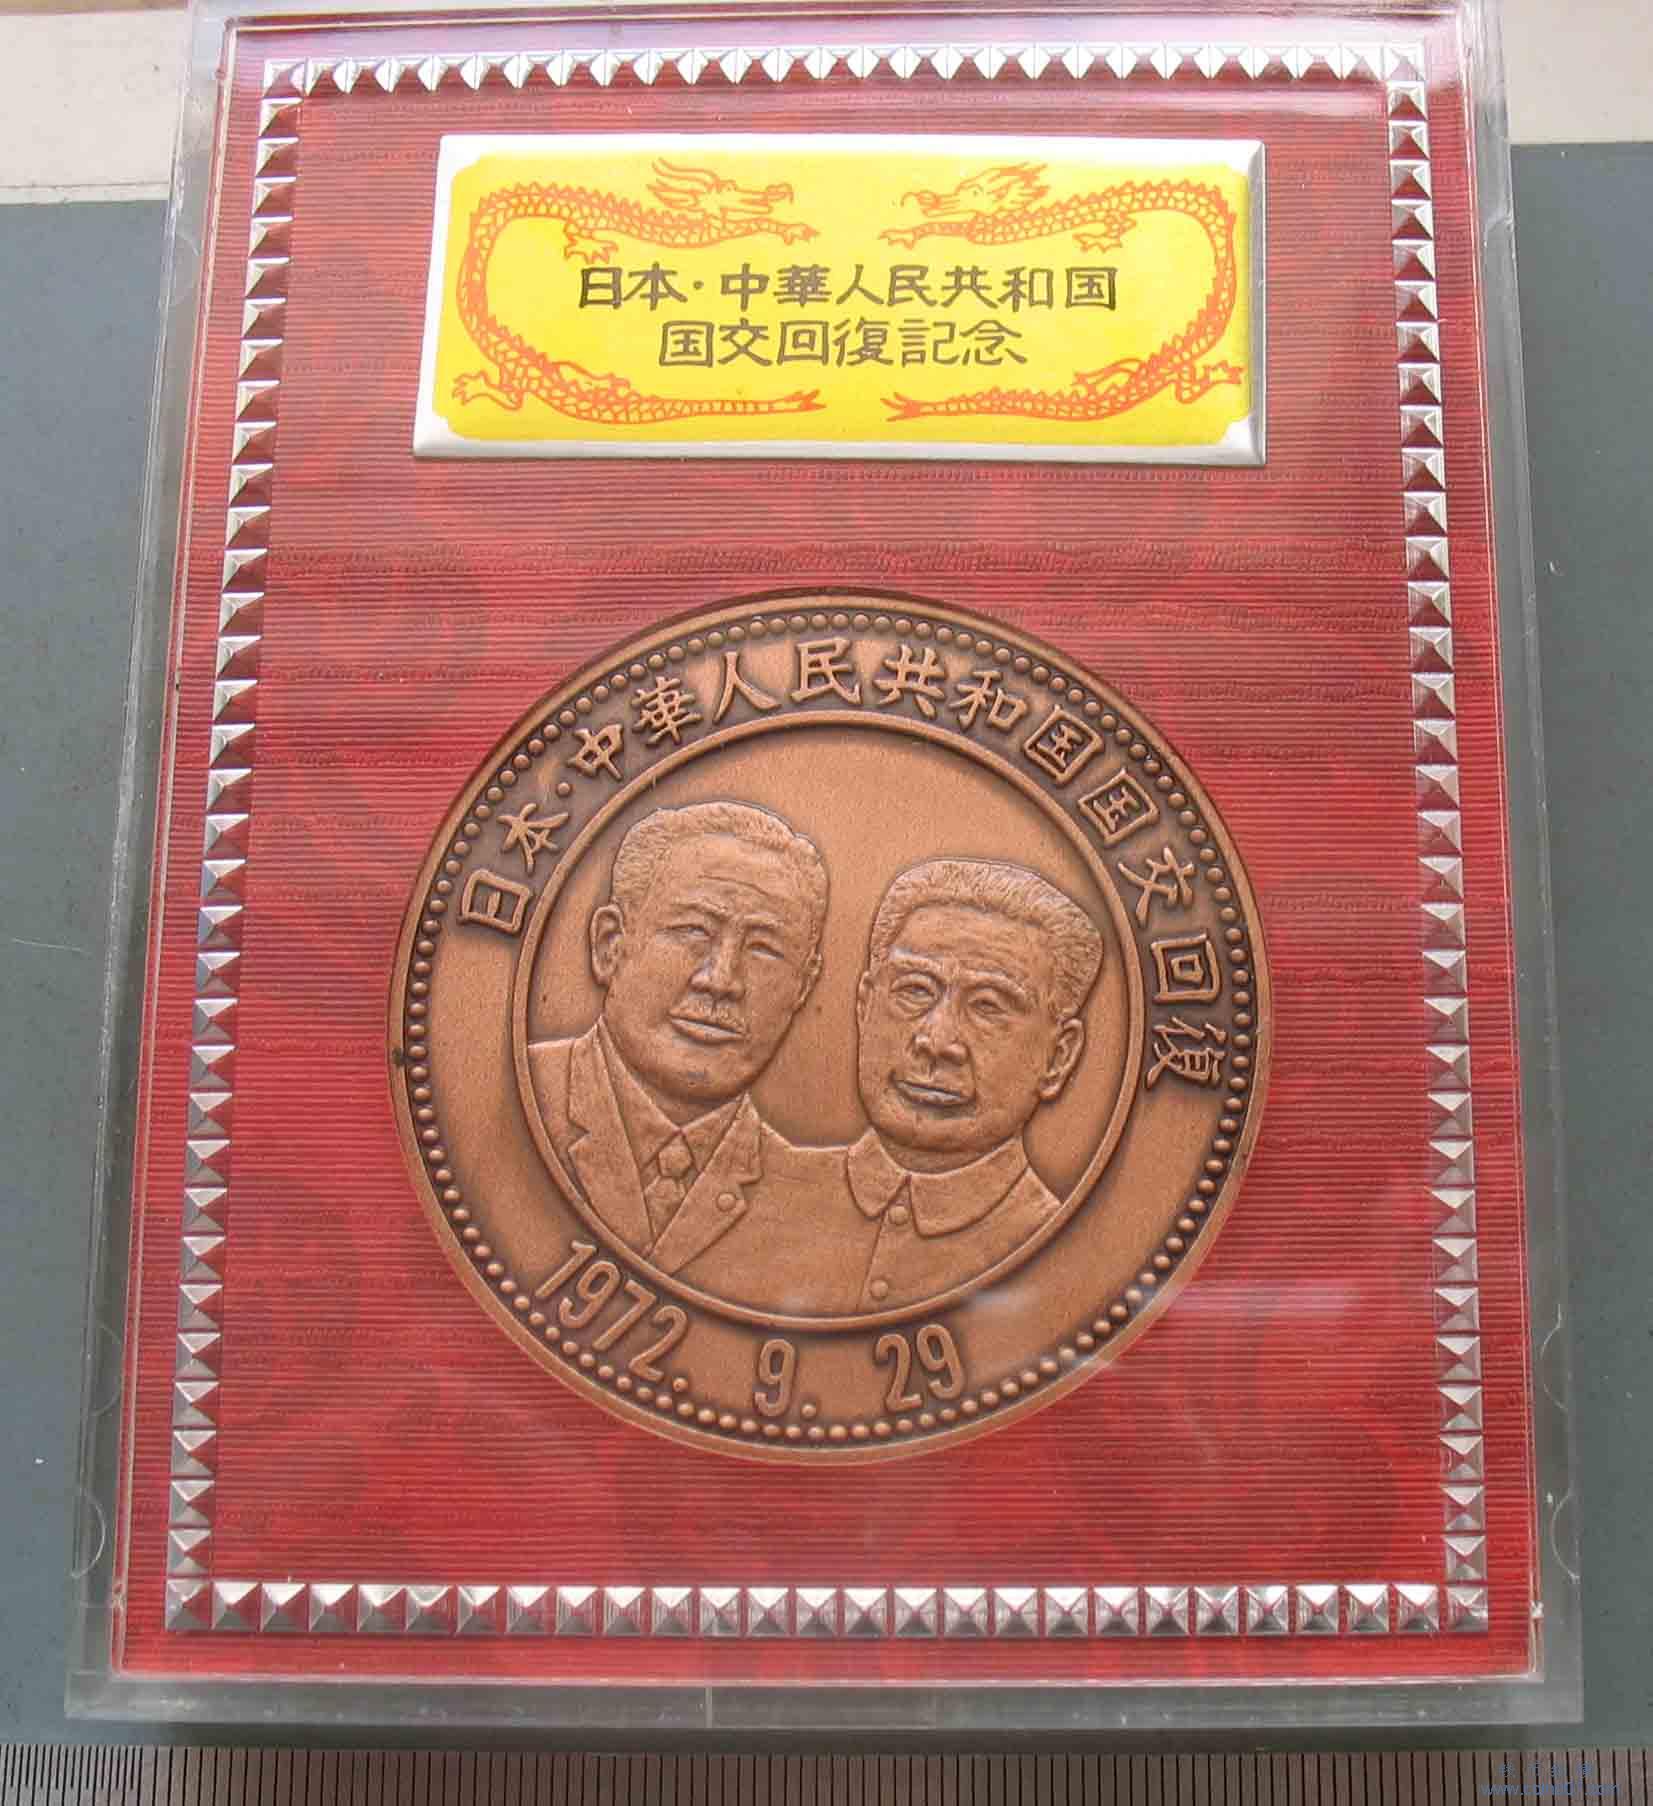 日本・中華人民共和国
国交回復記念
日本・中華人民共和国国交回復
1972. 9. 29